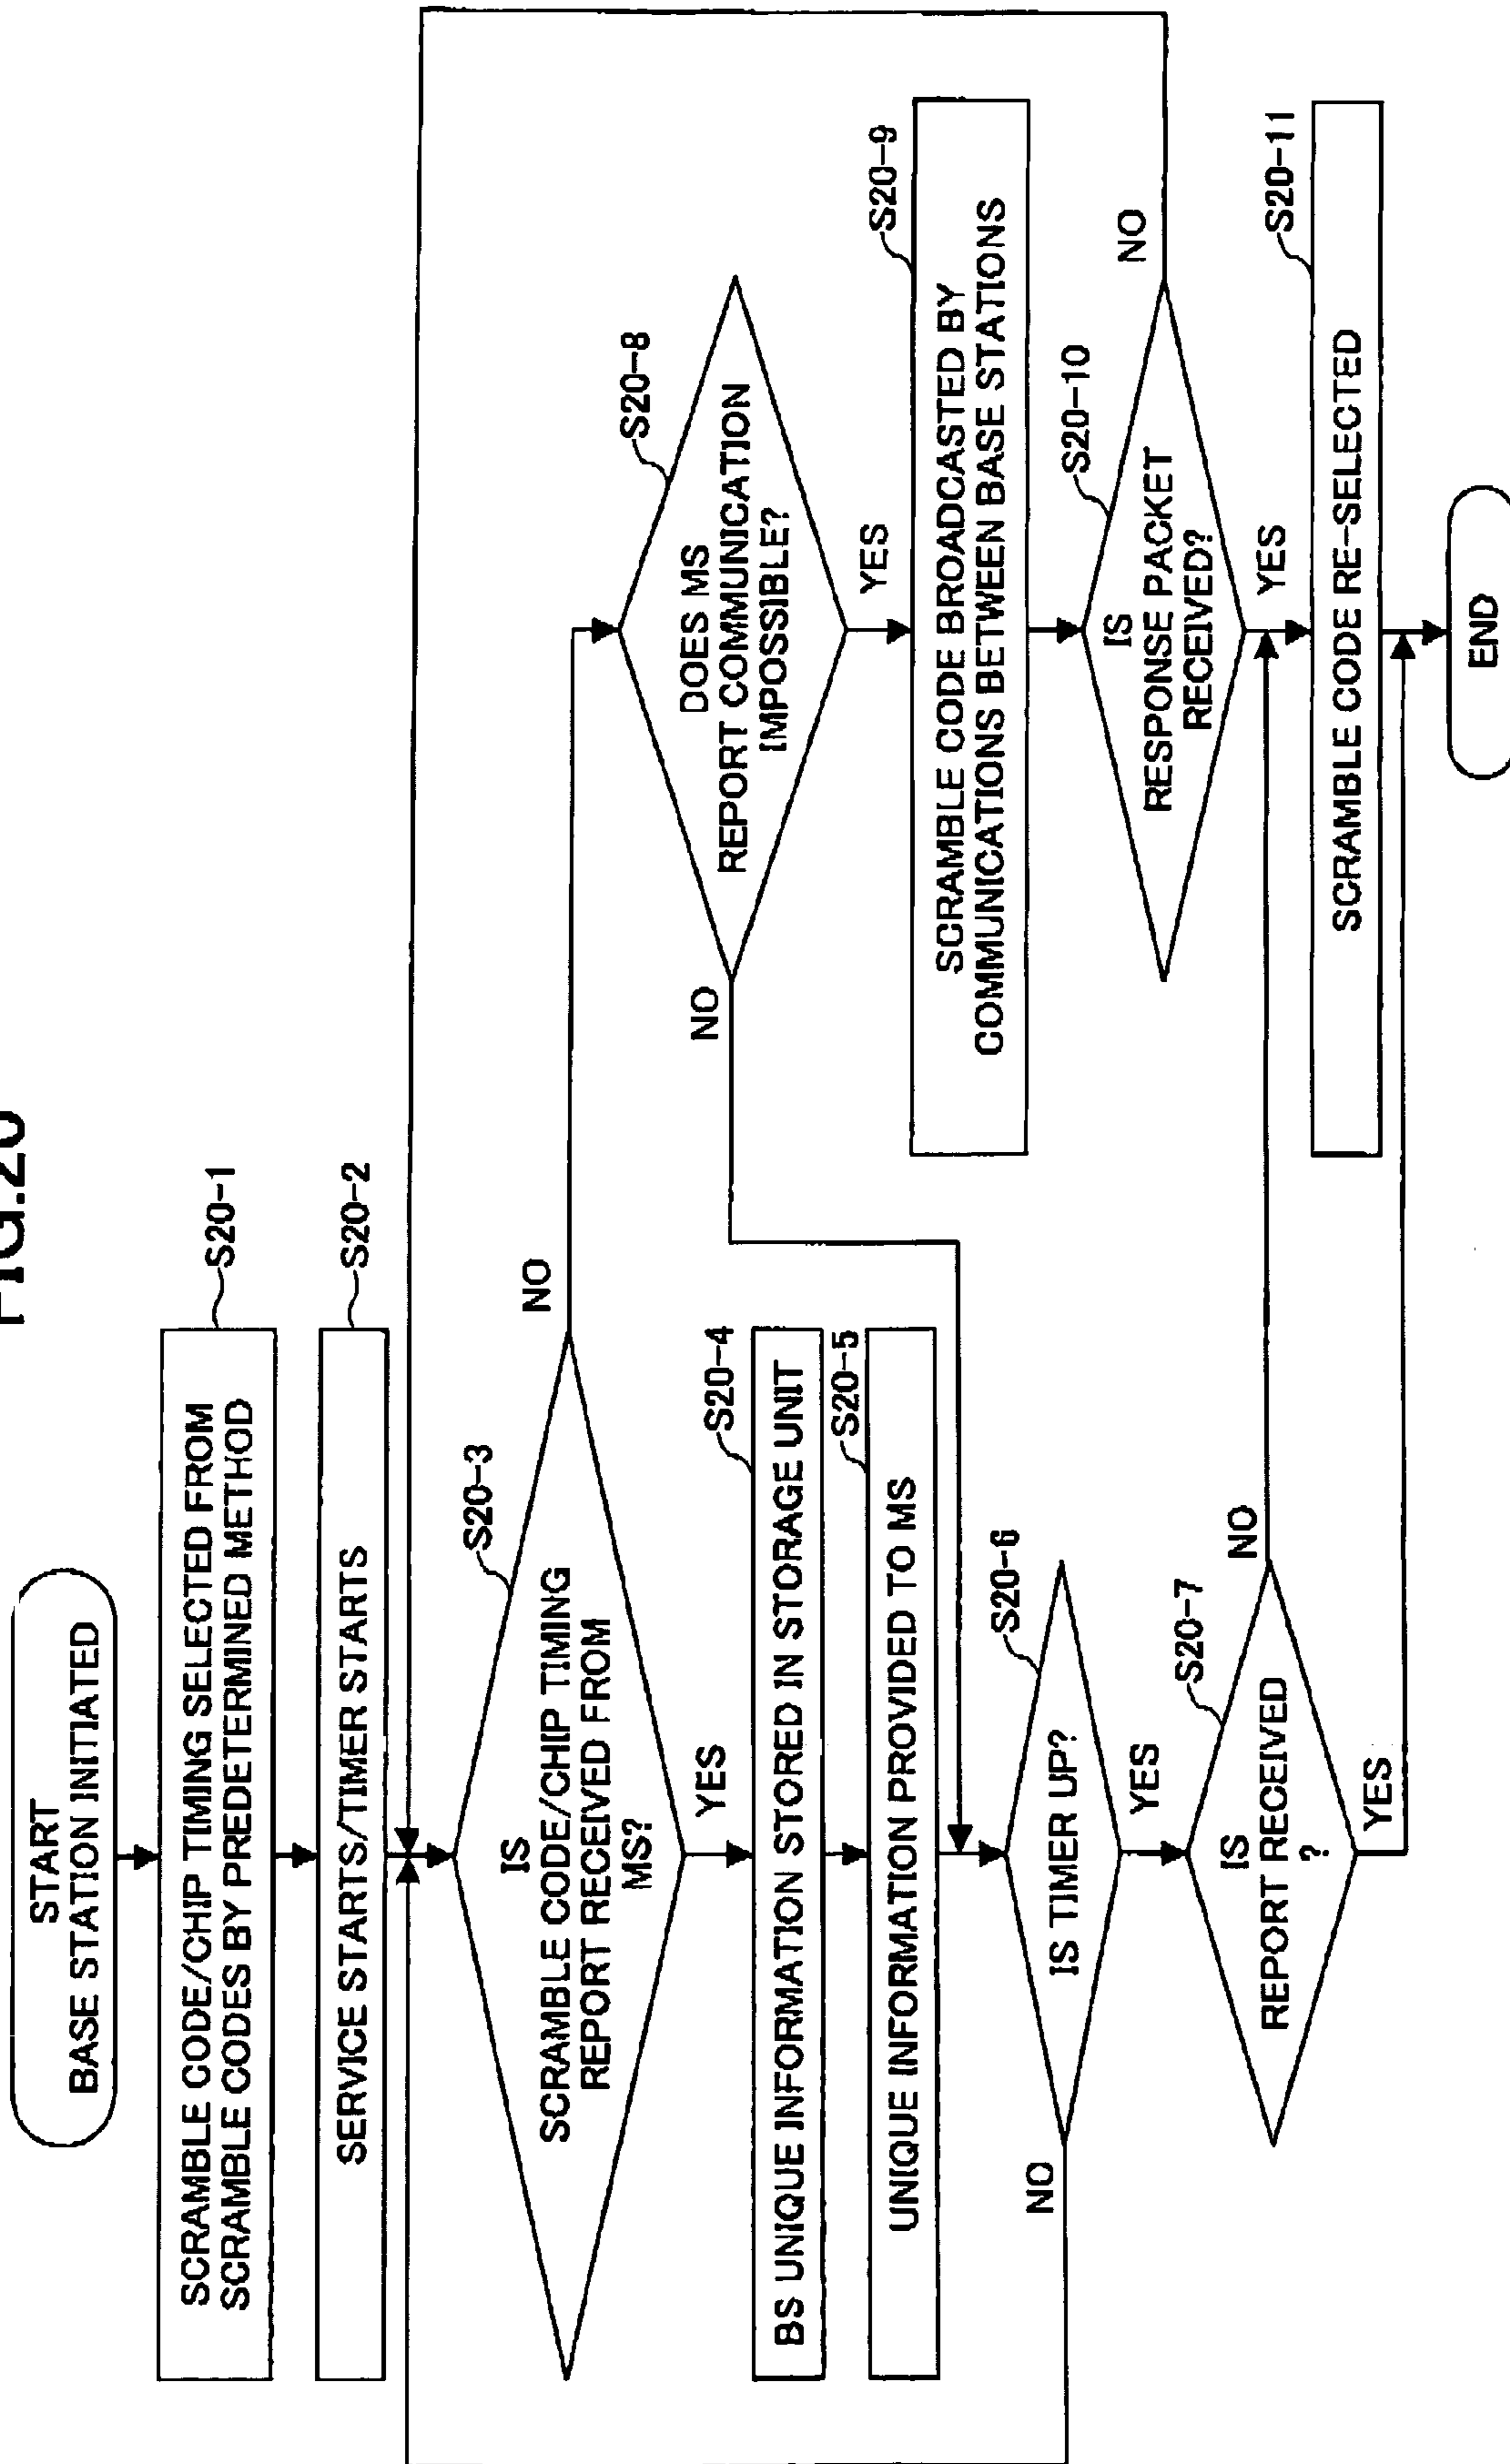 FIG.20
START
BASE STATION INITIATED
SCRAMBLE CODE/CHIP TIMING SELECTED FROM
SCRAMBLE CODES BY PREDETERMINED METHOD
S20-1
SERVICE STARTS/TIMER STARTS
S20-2
IS
SCRAMBLE CODE/CHIP TIMING
REPORT RECEIVED FROM
MS?
S20-3
NO
YES
BS UNIQUE INFORMATION STORED IN STORAGE UNIT
S20-4
UNIQUE INFORMATION PROVIDED TO MS
S20-5
IS TIMER UP?
S20-6
NO
YES
IS
REPORT RECEIVED
?
S20-7
NO
YES
DOES MS
REPORT COMMUNICATION
IMPOSSIBLE?
S20-8
NO
YES
SCRAMBLE CODE BROADCASTED BY
COMMUNICATIONS BETWEEN BASE STATIONS
S20-9
IS
RESPONSE PACKET
RECEIVED?
S20-10
NO
YES
SCRAMBLE CODE RE-SELECTED
S20-11
END